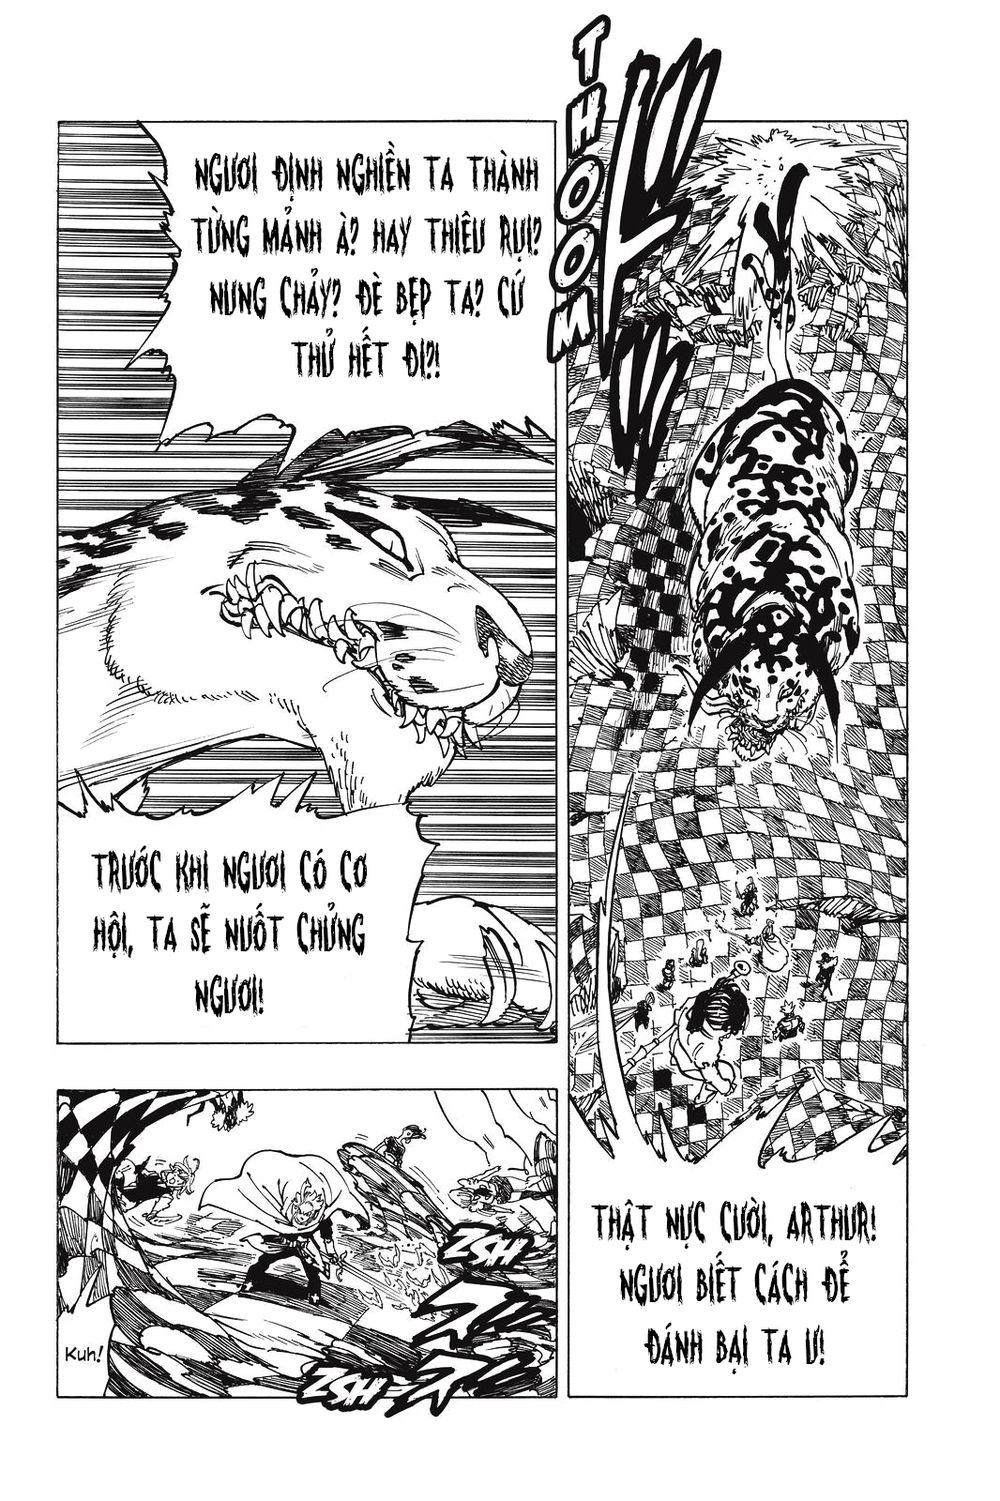 THOOM
THẬT NỰC CƯỜI, ARTHUR!
NGƯƠI BIẾT CÁCH ĐỂ
ĐÁNH BẠI TA Ư!
NGƯƠI ĐỊNH NGHIỀN TA THÀNH
TỪNG MẢNH À? HAY THIÊU RỤI?
NUNG CHẢY? ĐÈ BẸP TA? CỨ
THỬ HẾT ĐI?!
TRƯỚC KHI NGƯƠI CÓ CƠ
HỘI, TA SẼ NUỐT CHỬNG
NGƯƠI!
ZSH
ZSH
Kuh!